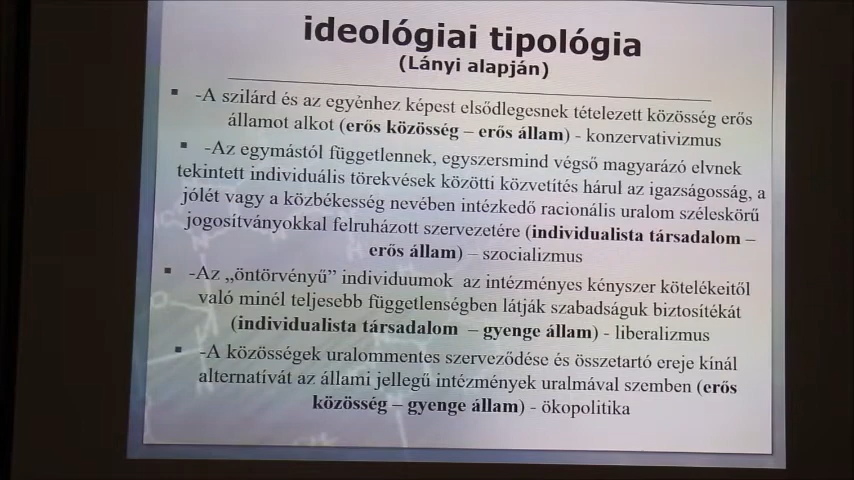 ideológiai tipológia
(Lányi alapján)
▪ -A szilárd és az egyénhez képest elsődlegesnek tételezett közösség erős
államot alkot (erős közösség – erős állam) - konzervativizmus
▪ -Az egymástól függetlennek, egyszersmind végső magyarázó elvnek
tekintett individuális törekvések közötti közvetítés hárul az igazságosság, a
jólét vagy a közbékesség nevében intézkedő racionális uralom széleskörű
jogosítványokkal felruházott szervezetére (individualista társadalom –
erős állam) – szocializmus
▪ -Az „öntörvényű” individuumok az intézményes kényszer kötelékeitől
való minél teljesebb függetlenségben látják szabadságuk biztosítékát
(individualista társadalom – gyenge állam) - liberalizmus
▪ -A közösségek uralommentes szerveződése és összetartó ereje kínál
alternatívát az állami jellegű intézmények uralmával szemben (erős
közösség – gyenge állam) - ökopolitika